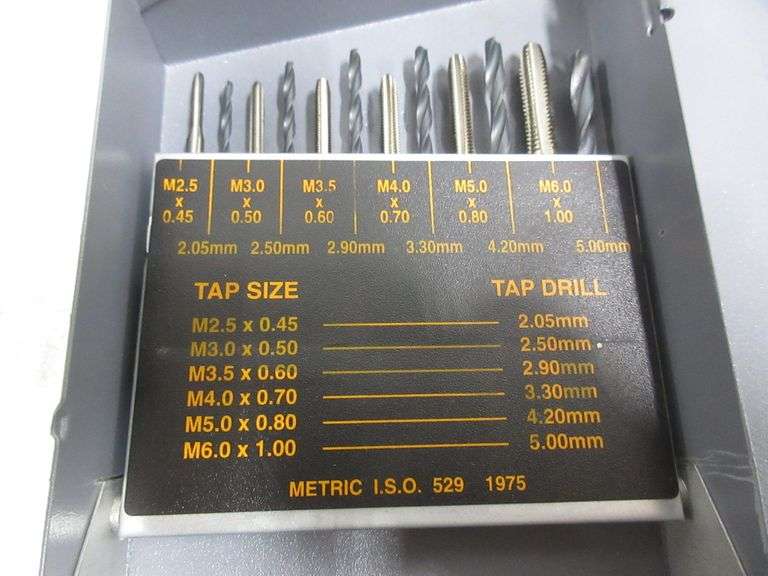 M2.5 M3.0 M3.5 M4.0 M5.0 M6.0
x x x x x x
0.45 0.50 0.60 0.70 0.80 1.00
2.05mm 2.50mm 2.90mm 3.30mm 4.20mm 5.00mm
TAP SIZE TAP DRILL
M2.5 x 0.45 2.05mm
M3.0 x 0.50 2.50mm
M3.5 x 0.60 2.90mm
M4.0 x 0.70 3.30mm
M5.0 x 0.80 4.20mm
M6.0 x 1.00 5.00mm
METRIC I.S.O. 529 1975